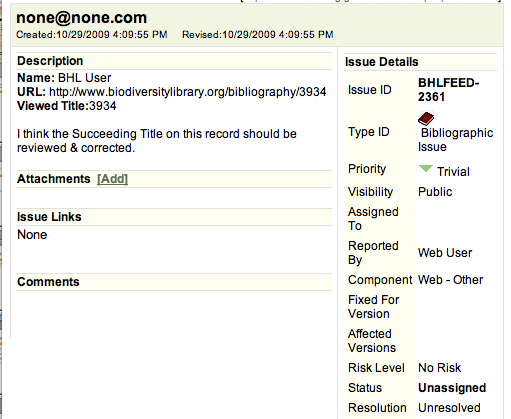 none@none.com
Created:10/29/2009 4:09:55 PM Revised:10/29/2009 4:09:55 PM
Description
Name: BHL User
URL: http://www.biodiversitylibrary.org/bibliography/3934
Viewed Title:3934
I think the Succeeding Title on this record should be
reviewed & corrected.
Attachments [Add]
Issue Links
None
Comments
Issue Details
Issue ID BHLFEED-
2361
Type ID
Bibliographic
Issue
Priority Trivial
Visibility Public
Assigned
To
Reported
By Web User
Component Web - Other
Fixed For
Version
Affected
Versions
Risk Level No Risk
Status Unassigned
Resolution Unresolved